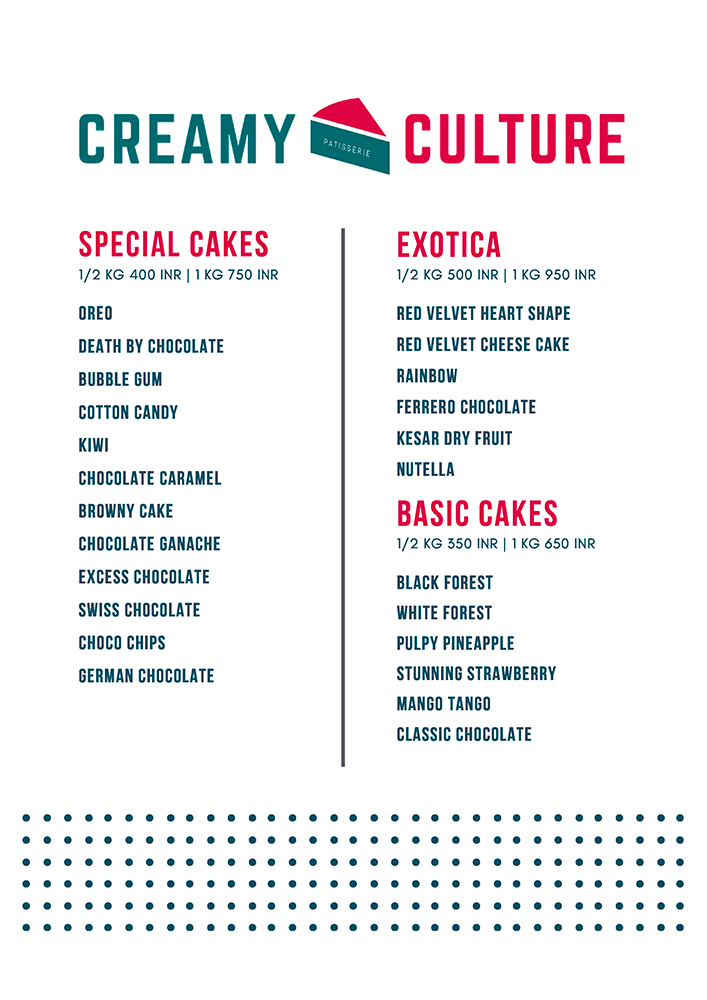 CREAMY PATISSERIE CULTURE
SPECIAL CAKES
1/2 KG 400 INR | 1 KG 750 INR
OREO
DEATH BY CHOCOLATE
BUBBLE GUM
COTTON CANDY
KIWI
CHOCOLATE CARAMEL
BROWNY CAKE
CHOCOLATE GANACHE
EXCESS CHOCOLATE
SWISS CHOCOLATE
CHOCO CHIPS
GERMAN CHOCOLATE
EXOTICA
1/2 KG 500 INR | 1 KG 950 INR
RED VELVET HEART SHAPE
RED VELVET CHEESE CAKE
RAINBOW
FERRERO CHOCOLATE
KESAR DRY FRUIT
NUTELLA
BASIC CAKES
1/2 KG 350 INR | 1 KG 650 INR
BLACK FOREST
WHITE FOREST
PULPY PINEAPPLE
STUNNING STRAWBERRY
MANGO TANGO
CLASSIC CHOCOLATE